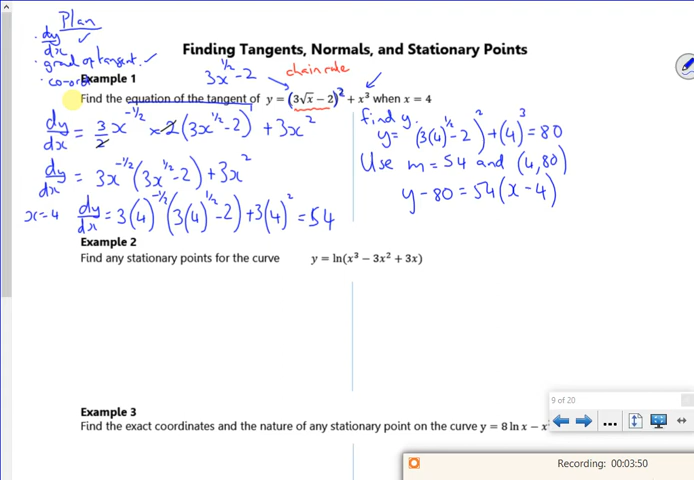 Plan
dy/dx ✓
grad of tangent ✓
co-ord
Finding Tangents, Normals, and Stationary Points
Example 1
3x^½ − 2
chain rule
Find the equation of the tangent of y = (3√x − 2)² + x³ when x = 4
dy/dx = 3/2 x^-½ × 2(3x^½ − 2) + 3x²
dy/dx = 3x^-½ (3x^½ − 2) + 3x²
x=4 dy/dx = 3(4)^-½ (3(4)^½ − 2) + 3(4)² = 54
find y.
y = (3(4)^½ − 2)² + (4)³ = 80
Use m = 54 and (4, 80)
y − 80 = 54(x − 4)
Example 2
Find any stationary points for the curve y = ln(x³ − 3x² + 3x)
Example 3
Find the exact coordinates and the nature of any stationary point on the curve y = 8 ln x − x
9 of 20
...
Recording: 00:03:50